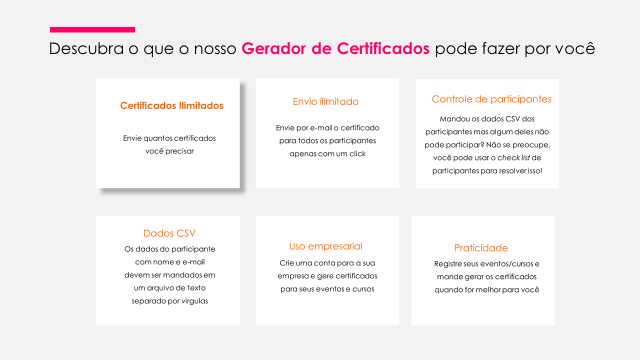 Descubra o que o nosso Gerador de Certificados pode fazer por você
Certificados Ilimitados
Envie quantos certificados
você precisar
Envio ilimitado
Envie por e-mail o certificado
para todos os participantes
apenas com um click
Controle de participantes
Mandou os dados CSV dos
participantes mas algum deles não
pode participar? Não se preocupe,
você pode usar o check list de
participantes para resolver isso!
Dados CSV
Os dados do participante
com nome e e-mail
devem ser mandados em
um arquivo de texto
separado por vírgulas
Uso empresarial
Crie uma conta para a sua
empresa e gere certificados
para seus eventos e cursos
Praticidade
Registre seus eventos/cursos e
mande gerar os certificados
quando for melhor para você